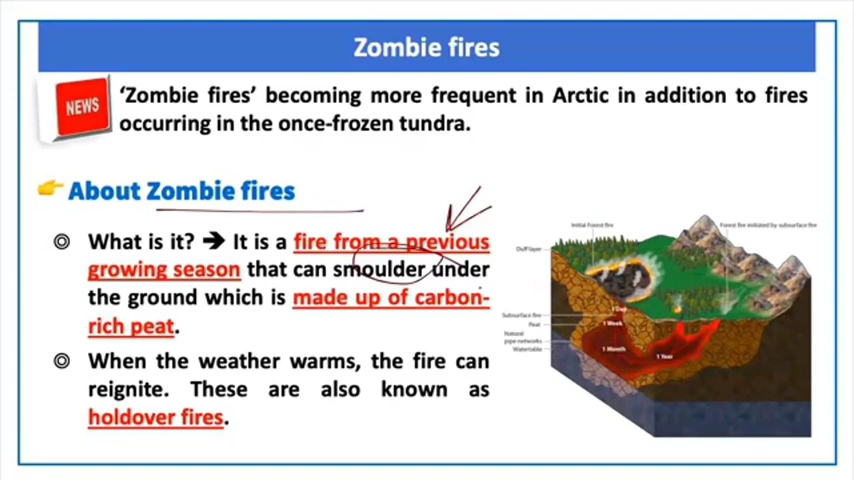 Zombie fires
NEWS
‘Zombie fires’ becoming more frequent in Arctic in addition to fires
occurring in the once-frozen tundra.
About Zombie fires
What is it? ➔ It is a fire from a previous
growing season that can smoulder under
the ground which is made up of carbon-
rich peat.
When the weather warms, the fire can
reignite. These are also known as
holdover fires.
Initial Forest fire
Forest fire initiated by subsurface fire
Duff layer
1 Day
Subsurface fire
Peat
1 Week
Natural
pipe networks
Watertable
1 Month
1 Year